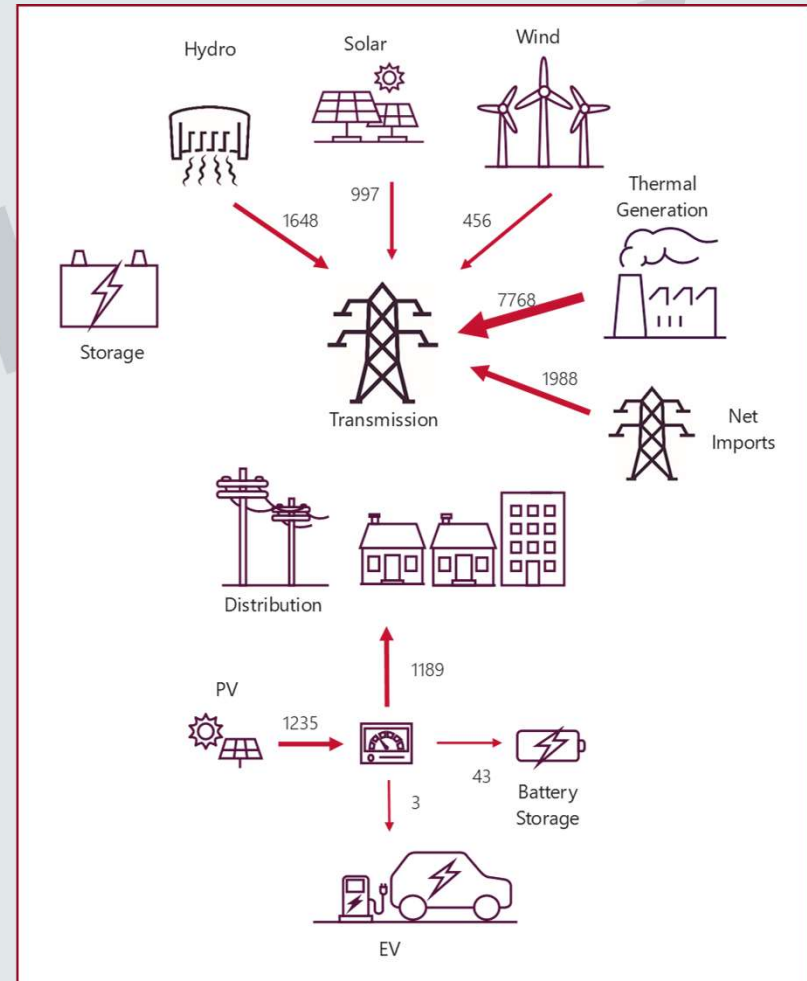 Hydro
Solar
Wind
1648
997
456
Thermal
Generation
7768
Storage
1988
Transmission
Net
Imports
Distribution
1189
PV
1235
43
3
Battery
Storage
EV